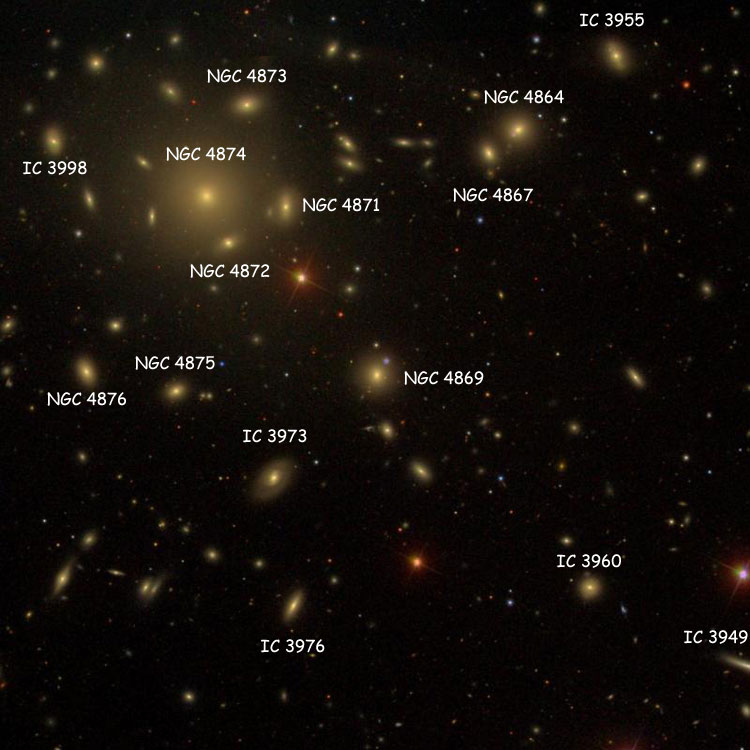 IC 3955
NGC 4873
NGC 4864
NGC 4874
IC 3998
NGC 4867
NGC 4871
NGC 4872
NGC 4875
NGC 4869
NGC 4876
IC 3973
IC 3960
IC 3949
IC 3976